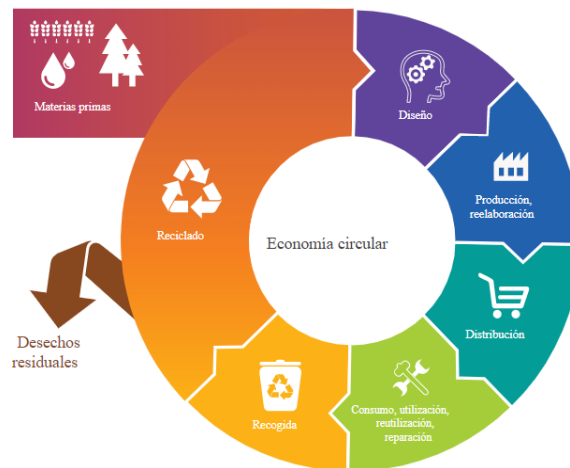 Materias primas
Diseño
Producción,
reelaboración
Reciclado
Economía circular
Distribución
Desechos
residuales
Consumo, utilización,
reutilización,
reparación
Recogida